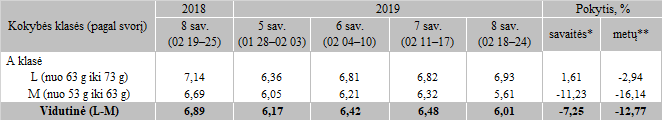 Kokybės klasės (pagal svorį) 2018 2019 Pokytis, %
8 sav. (02 19–25) 5 sav. (01 28–02 03) 6 sav. (02 04–10) 7 sav. (02 11–17) 8 sav. (02 18–24) savaitės* metų**
A klasė
L (nuo 63 g iki 73 g) 7,14 6,36 6,81 6,82 6,93 1,61 -2,94
M (nuo 53 g iki 63 g) 6,69 6,05 6,21 6,32 5,61 -11,23 -16,14
Vidutinė (L-M) 6,89 6,17 6,42 6,48 6,01 -7,25 -12,77